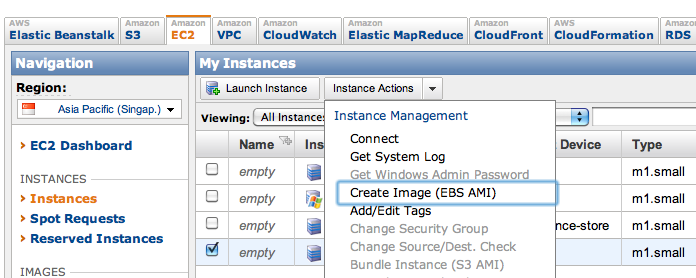 AWS Amazon Amazon Amazon Amazon Amazon Amazon AWS Amazon
Elastic Beanstalk S3 EC2 VPC CloudWatch Elastic MapReduce CloudFront CloudFormation RDS
Navigation
Region:
Asia Pacific (Singap.)
EC2 Dashboard
INSTANCES
Instances
Spot Requests
Reserved Instances
IMAGES
My Instances
Launch Instance Instance Actions
Viewing: All Instances
Name Ins t Device Type
empty m1.small
empty m1.small
empty nce-store m1.small
empty m1.small
Instance Management
Connect
Get System Log
Get Windows Admin Password
Create Image (EBS AMI)
Add/Edit Tags
Change Security Group
Change Source/Dest. Check
Bundle Instance (S3 AMI)